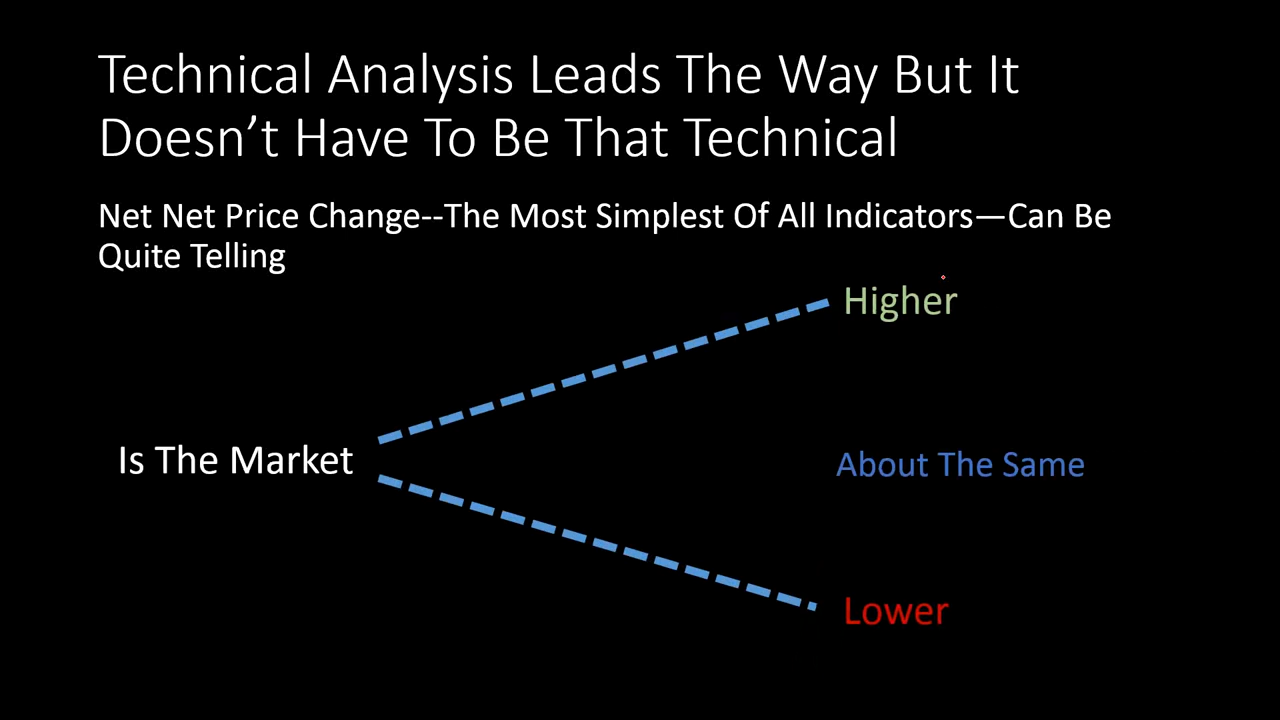 Technical Analysis Leads The Way But It
Doesn’t Have To Be That Technical
Net Net Price Change--The Most Simplest Of All Indicators—Can Be
Quite Telling
Higher
Is The Market
About The Same
Lower